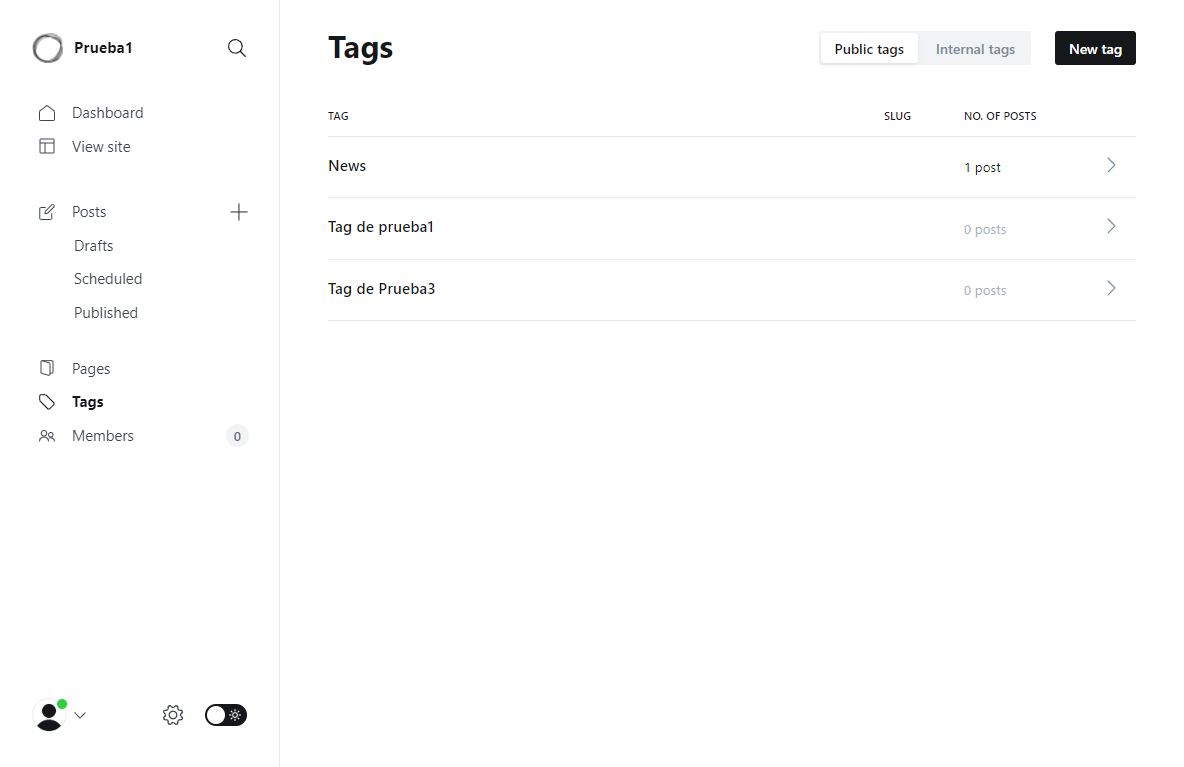 Prueba1
Dashboard
View site
Posts
Drafts
Scheduled
Published
Pages
Tags
Members 0
Tags
Public tags Internal tags New tag
TAG SLUG NO. OF POSTS
News 1 post
Tag de prueba1 0 posts
Tag de Prueba3 0 posts